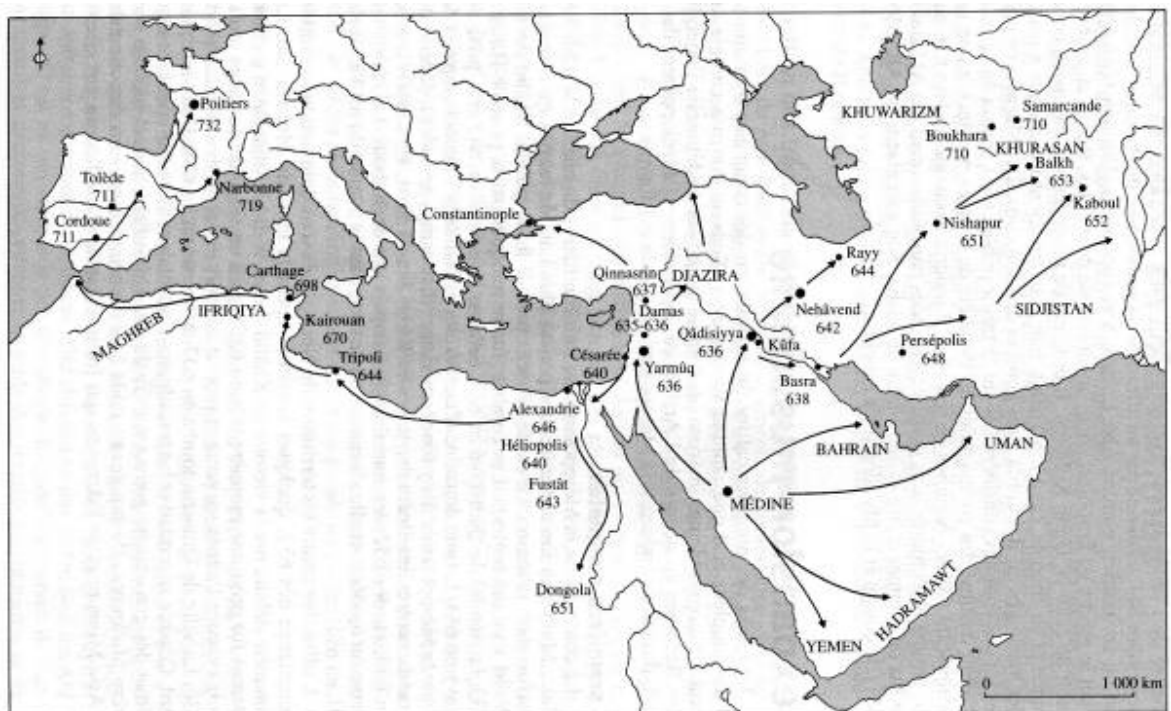 Poitiers
732
Tolède
711
Cordoue
711
Narbonne
719
Carthage
698
MAGHREB
IFRIQIYA
Kairouan
670
Tripoli
644
Constantinople
Qinnasrin
637
DJAZIRA
Damas
635-636
Césarée
640
Yarmûq
636
Alexandrie
646
Héliopolis
640
Fustât
643
Dongola
651
Qâdisiyya
636
Kûfa
Basra
638
Nehâvend
642
Rayy
644
KHUWARIZM
Samarcande
710
Boukhara
710
KHURASAN
Balkh
653
Kaboul
652
Nishapur
651
SIDJISTAN
Persépolis
648
BAHRAIN
UMAN
MÉDINE
HADRAMAWT
YEMEN
0 1 000 km